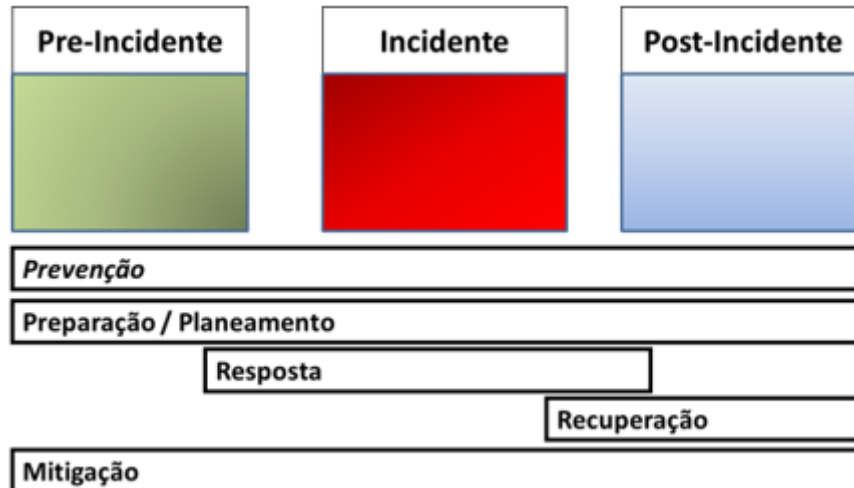 Pre-Incidente
Incidente
Post-Incidente
Prevenção
Preparação / Planeamento
Resposta
Recuperação
Mitigação